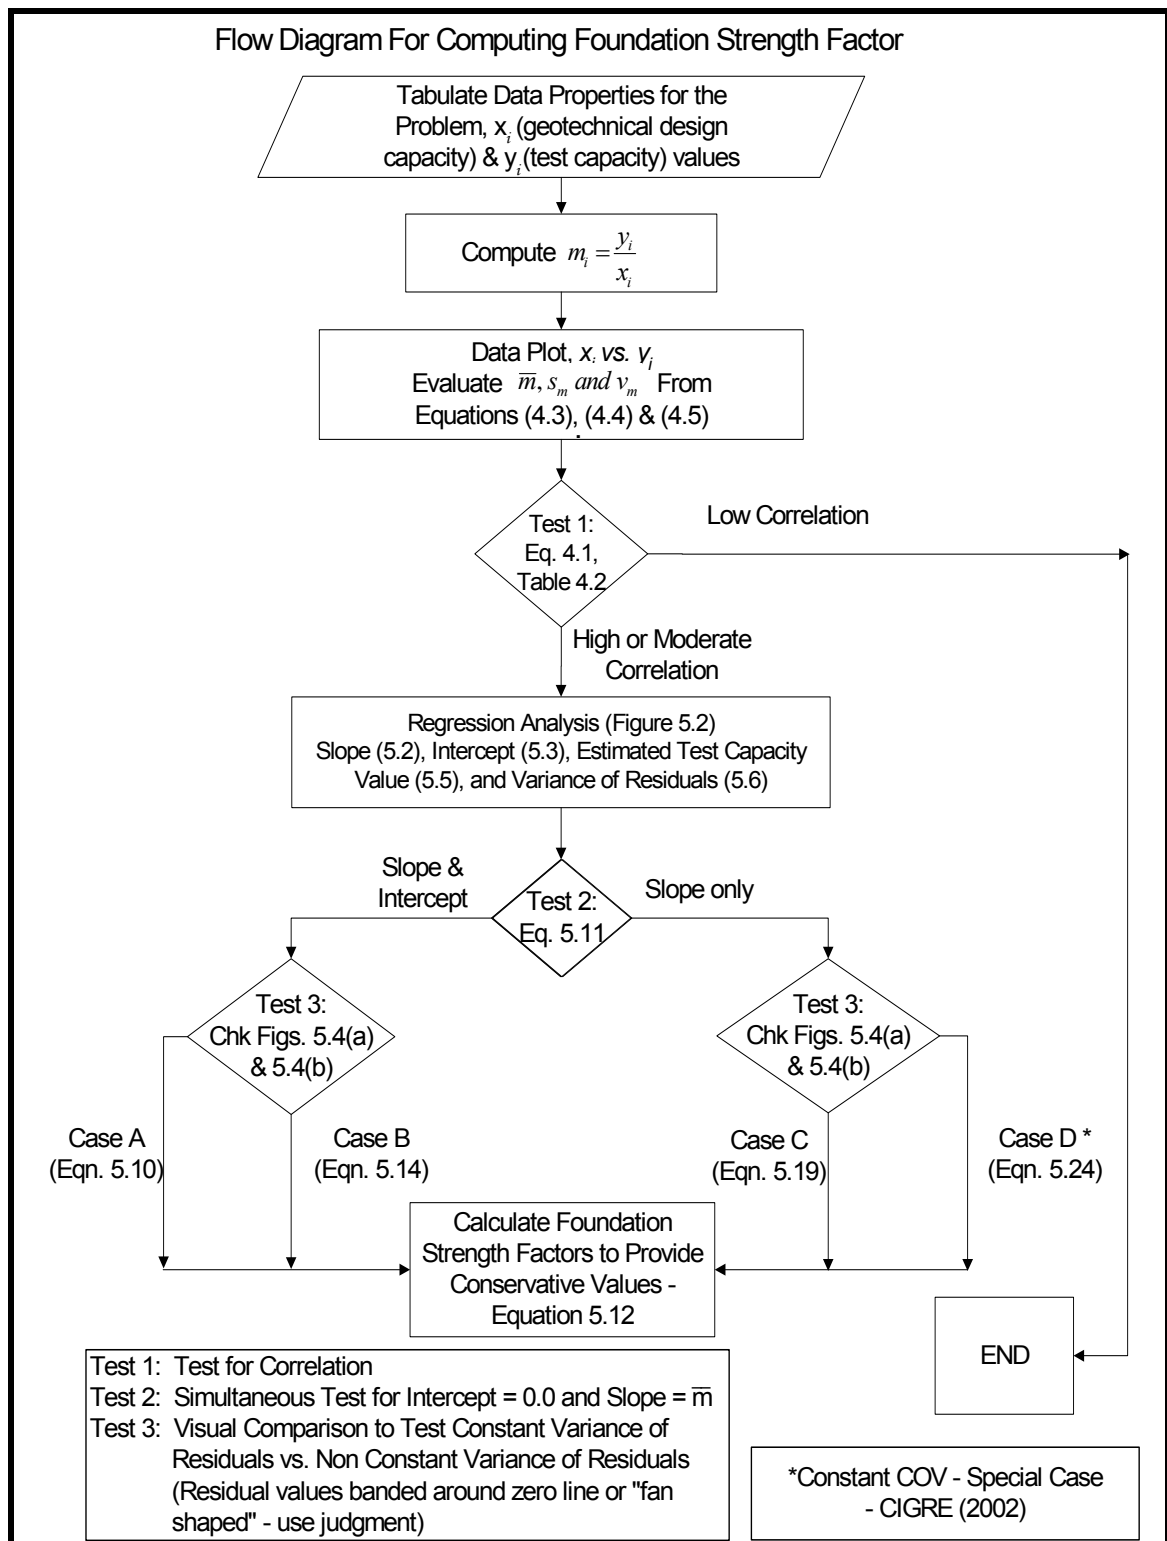 Flow Diagram For Computing Foundation Strength Factor
Tabulate Data Properties for the
Problem, x_i (geotechnical design
capacity) & y_i (test capacity) values
Compute m_i = y_i / x_i
Data Plot, x_i vs. y_i
Evaluate m̅, s_m and v_m From
Equations (4.3), (4.4) & (4.5)
.
Test 1:
Eq. 4.1,
Table 4.2
Low Correlation
High or Moderate
Correlation
Regression Analysis (Figure 5.2)
Slope (5.2), Intercept (5.3), Estimated Test Capacity
Value (5.5), and Variance of Residuals (5.6)
Slope &
Intercept
Test 2:
Eq. 5.11
Slope only
Test 3:
Chk Figs. 5.4(a)
& 5.4(b)
Test 3:
Chk Figs. 5.4(a)
& 5.4(b)
Case A
(Eqn. 5.10)
Case B
(Eqn. 5.14)
Case C
(Eqn. 5.19)
Case D *
(Eqn. 5.24)
Calculate Foundation
Strength Factors to Provide
Conservative Values -
Equation 5.12
END
Test 1: Test for Correlation
Test 2: Simultaneous Test for Intercept = 0.0 and Slope = m̅
Test 3: Visual Comparison to Test Constant Variance of
Residuals vs. Non Constant Variance of Residuals
(Residual values banded around zero line or "fan
shaped" - use judgment)
*Constant COV - Special Case
- CIGRE (2002)